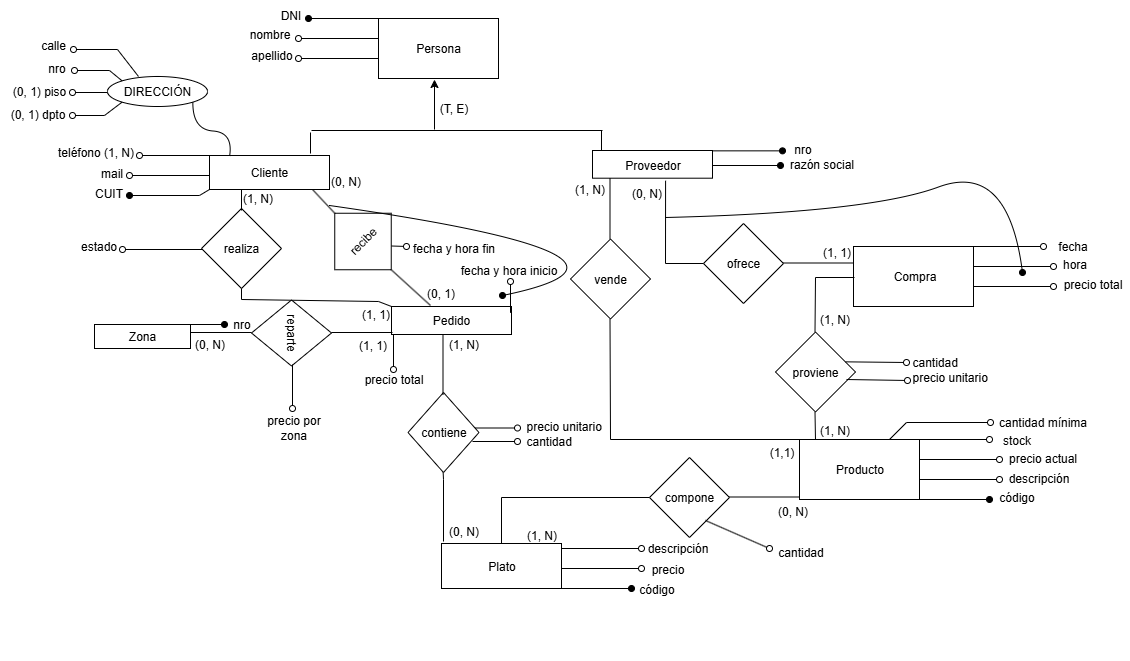 DNI
nombre
Persona
apellido
calle
nro
(0, 1) piso
DIRECCIÓN
(0, 1) dpto
(T, E)
teléfono (1, N)
mail
Cliente
CUIT
(0, N)
(1, N)
Proveedor
nro
razón social
(1, N)
(0, N)
estado
realiza
recibe
fecha y hora fin
fecha y hora inicio
(0, 1)
vende
ofrece
(1, 1)
Compra
fecha
hora
precio total
(1, 1)
Pedido
(1, N)
Zona
nro
(0, N)
reparte
(1, 1)
(1, N)
precio total
precio por
zona
proviene
cantidad
precio unitario
contiene
precio unitario
cantidad
(1, N)
(1,1)
Producto
cantidad mínima
stock
precio actual
descripción
código
compone
(0, N)
cantidad
(0, N)
(1, N)
Plato
descripción
precio
código